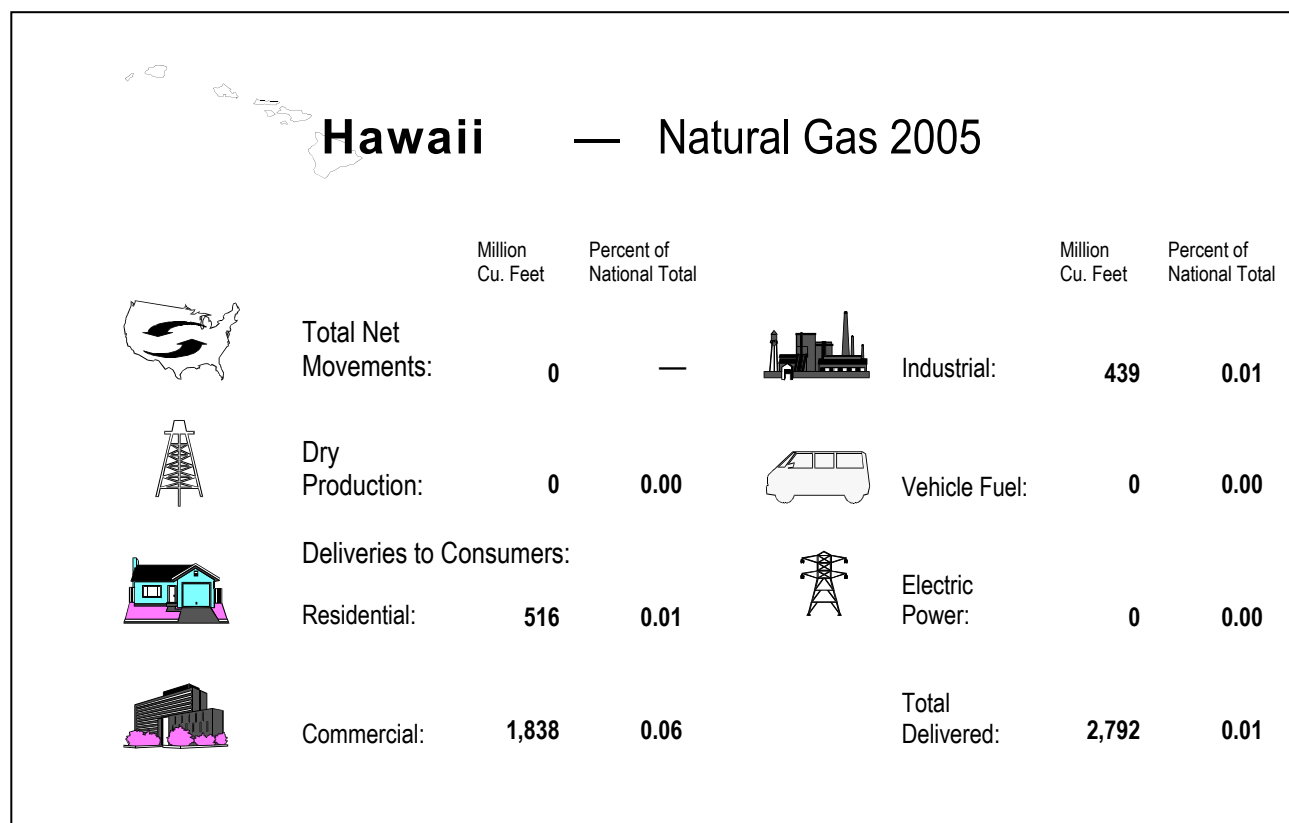 Hawaii — Natural Gas 2005
Million Percent of
Cu. Feet National Total
Total Net
Movements: 0 —
Dry
Production: 0 0.00
Deliveries to Consumers:
Residential: 516 0.01
Commercial: 1,838 0.06
Million Percent of
Cu. Feet National Total
Industrial: 439 0.01
Vehicle Fuel: 0 0.00
Electric
Power: 0 0.00
Total
Delivered: 2,792 0.01